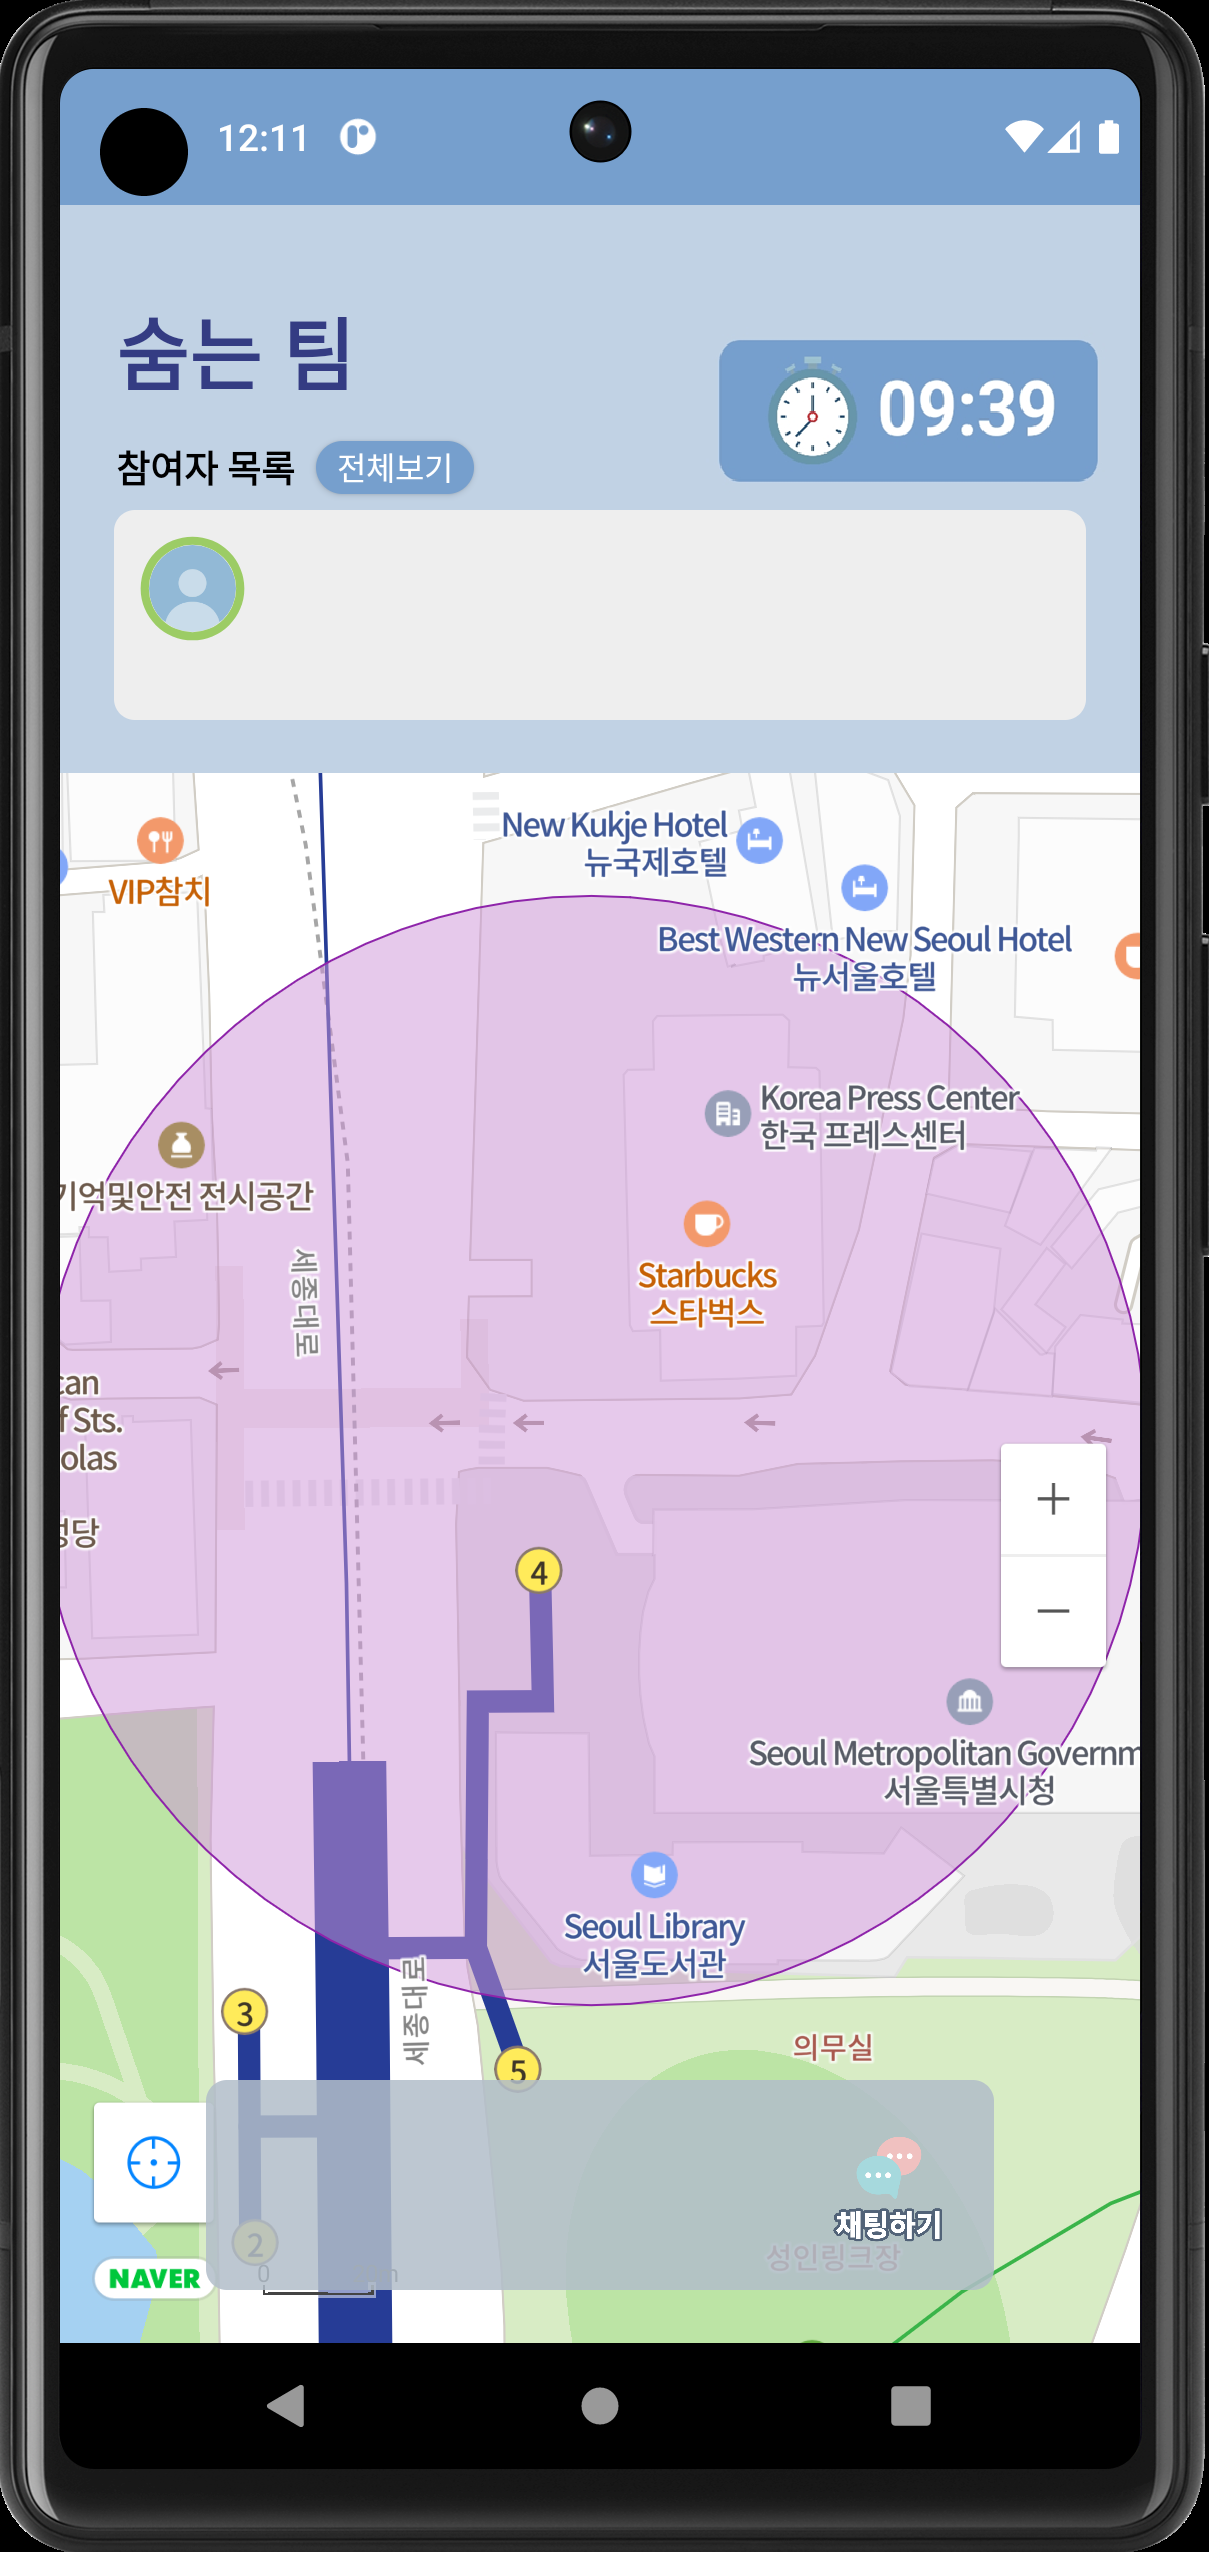 12:11
숨는 팀
09:39
참여자 목록 전체보기
New Kukje Hotel
뉴국제호텔
VIP참치
Best Western New Seoul Hotel
뉴서울호텔
Korea Press Center
한국 프레스센터
기억및안전 전시공간
Starbucks
스타벅스
세종대로
can
f Sts.
olas
당
+
−
4
Seoul Metropolitan Governm
서울특별시청
Seoul Library
서울도서관
세종대로
3
의무실
5
채팅하기
2
성인링크장
0
NAVER